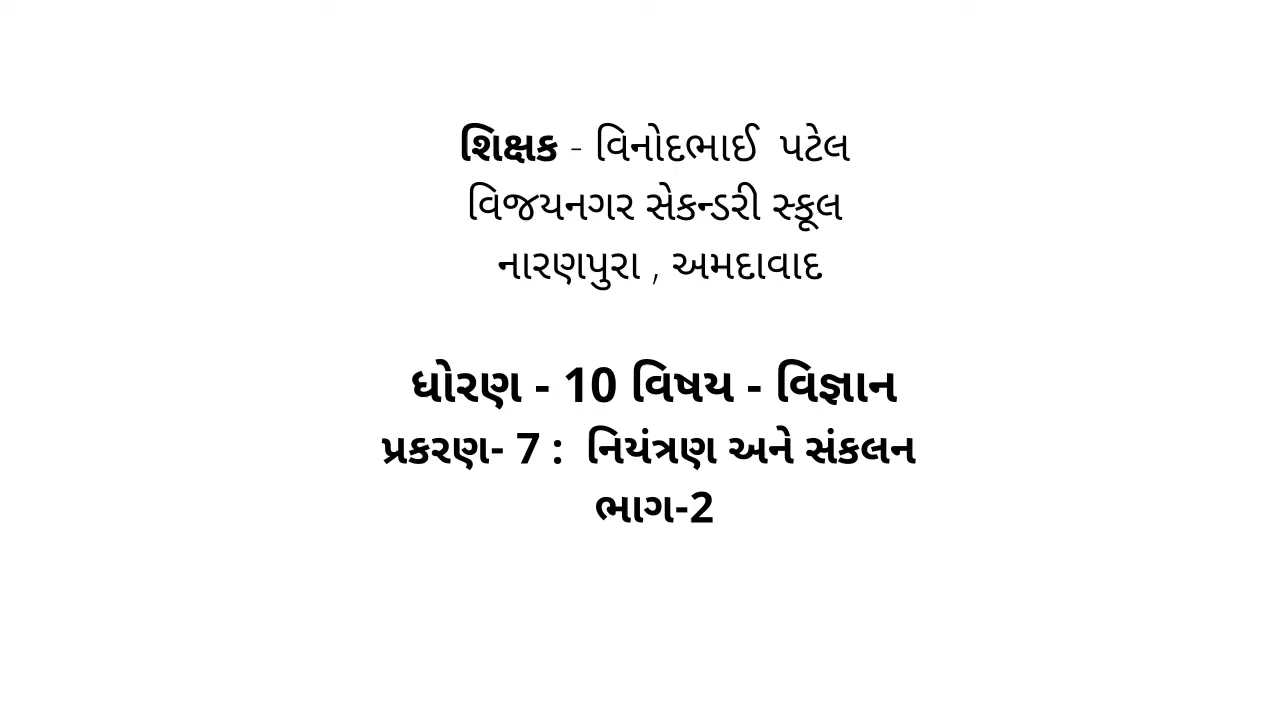 શિક્ષક - વિનોદભાઈ પટેલ
વિજયનગર સેકન્ડરી સ્કૂલ
નારણપુરા , અમદાવાદ
ધોરણ - 10 વિષય - વિજ્ઞાન
પ્રકરણ- 7 : નિયંત્રણ અને સંકલન
ભાગ-2